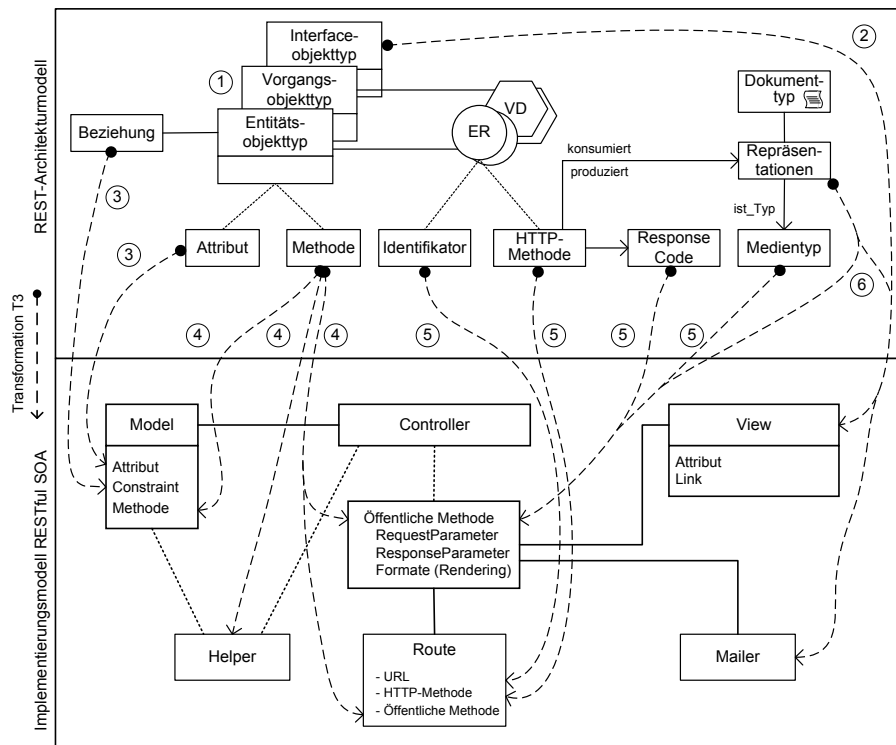 REST-Architekturmodell
Interface-
objekttyp
2
1
Vorgangs-
objekttyp
Entitäts-
objekttyp
Beziehung
VD
ER
Dokument-
typ
konsumiert
produziert
Repräsen-
tationen
ist_Typ
3
3
Attribut
Methode
Identifikator
HTTP-
Methode
Response
Code
Medientyp
6
4
4
4
5
5
5
5
Transformation T3
Implementierungsmodell RESTful SOA
Model
Attribut
Constraint
Methode
Controller
View
Attribut
Link
Öffentliche Methode
RequestParameter
ResponseParameter
Formate (Rendering)
Helper
Route
- URL
- HTTP-Methode
- Öffentliche Methode
Mailer